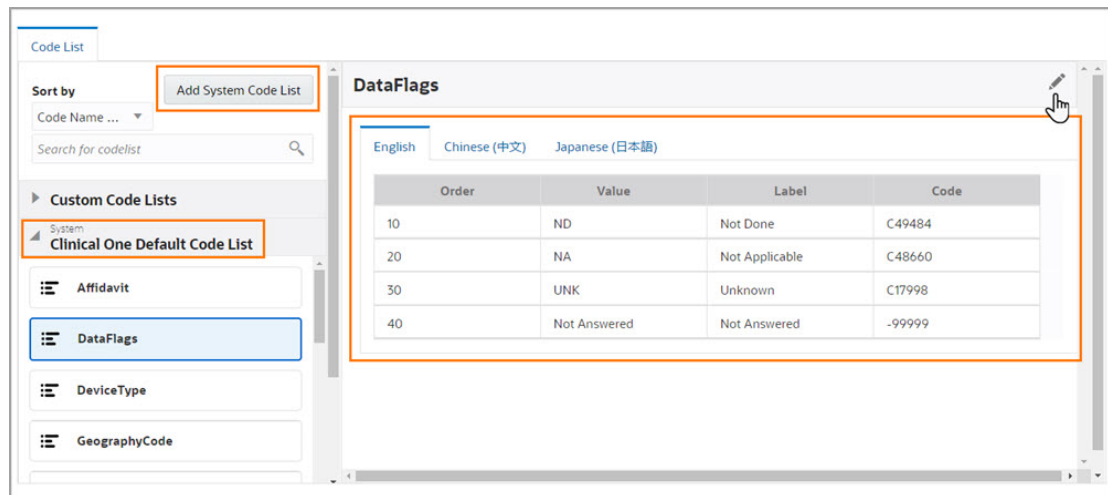 Code List
Sort by
Add System Code List
Code Name ...
Search for codelist
Custom Code Lists
System
Clinical One Default Code List
Affidavit
DataFlags
DeviceType
GeographyCode
DataFlags
English Chinese (中文) Japanese (日本語)
Order Value Label Code
10 ND Not Done C49484
20 NA Not Applicable C48660
30 UNK Unknown C17998
40 Not Answered Not Answered -99999